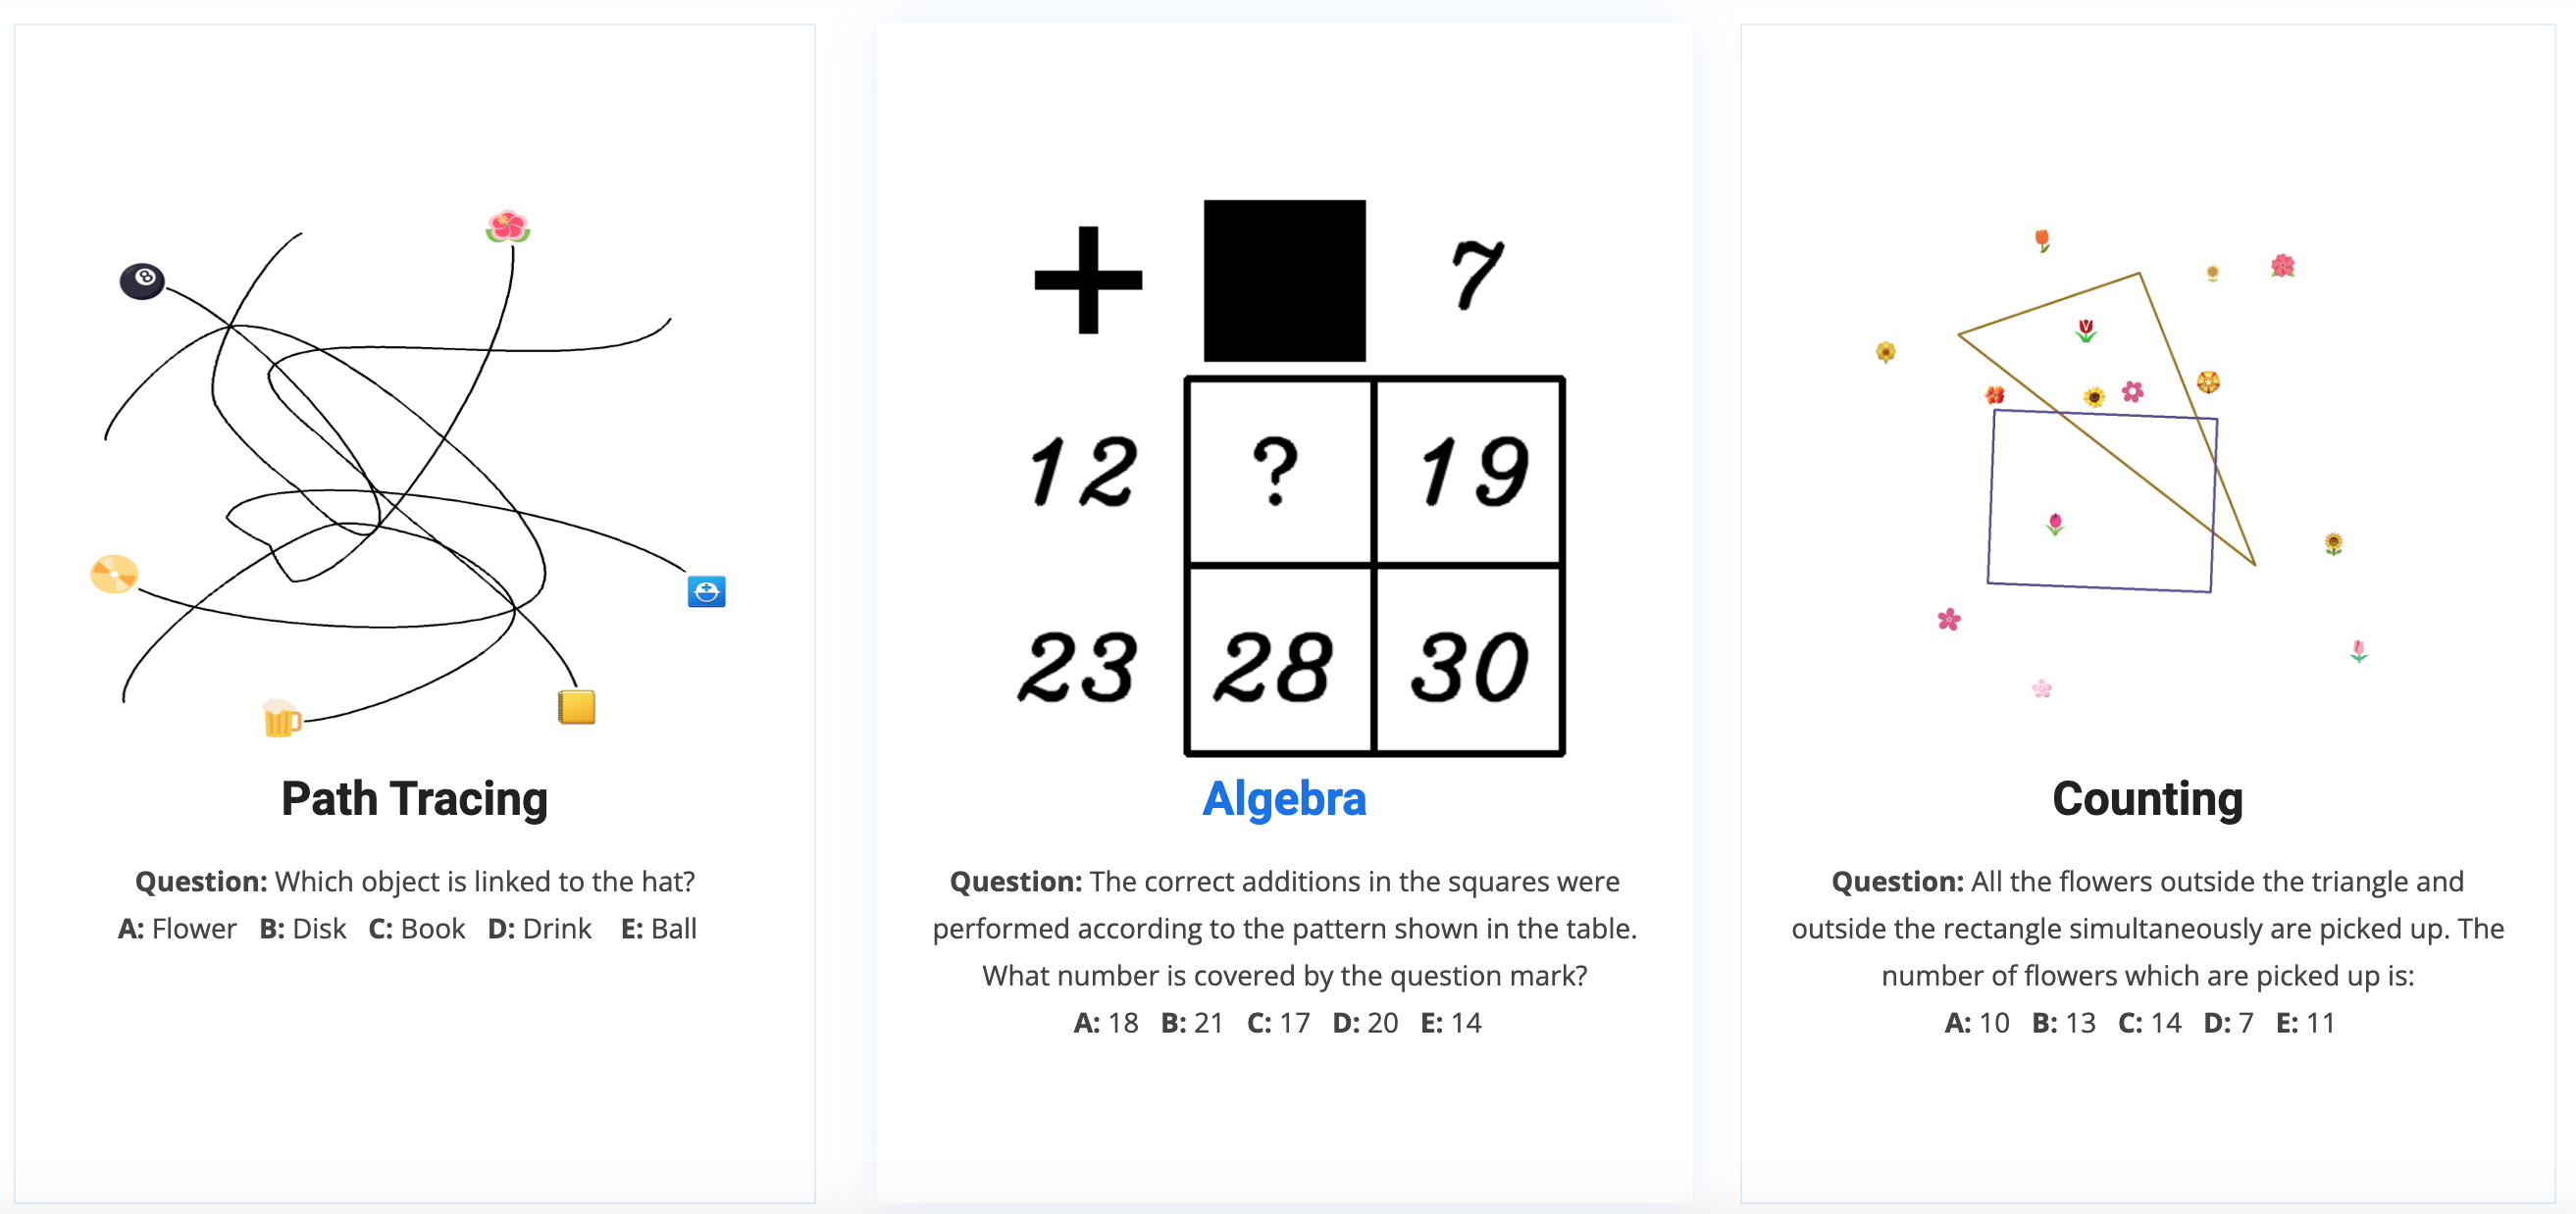 8
+ 7
12 ? 19
23 28 30
Path Tracing
Question: Which object is linked to the hat?
A: Flower B: Disk C: Book D: Drink E: Ball
Algebra
Question: The correct additions in the squares were
performed according to the pattern shown in the table.
What number is covered by the question mark?
A: 18 B: 21 C: 17 D: 20 E: 14
Counting
Question: All the flowers outside the triangle and
outside the rectangle simultaneously are picked up. The
number of flowers which are picked up is:
A: 10 B: 13 C: 14 D: 7 E: 11